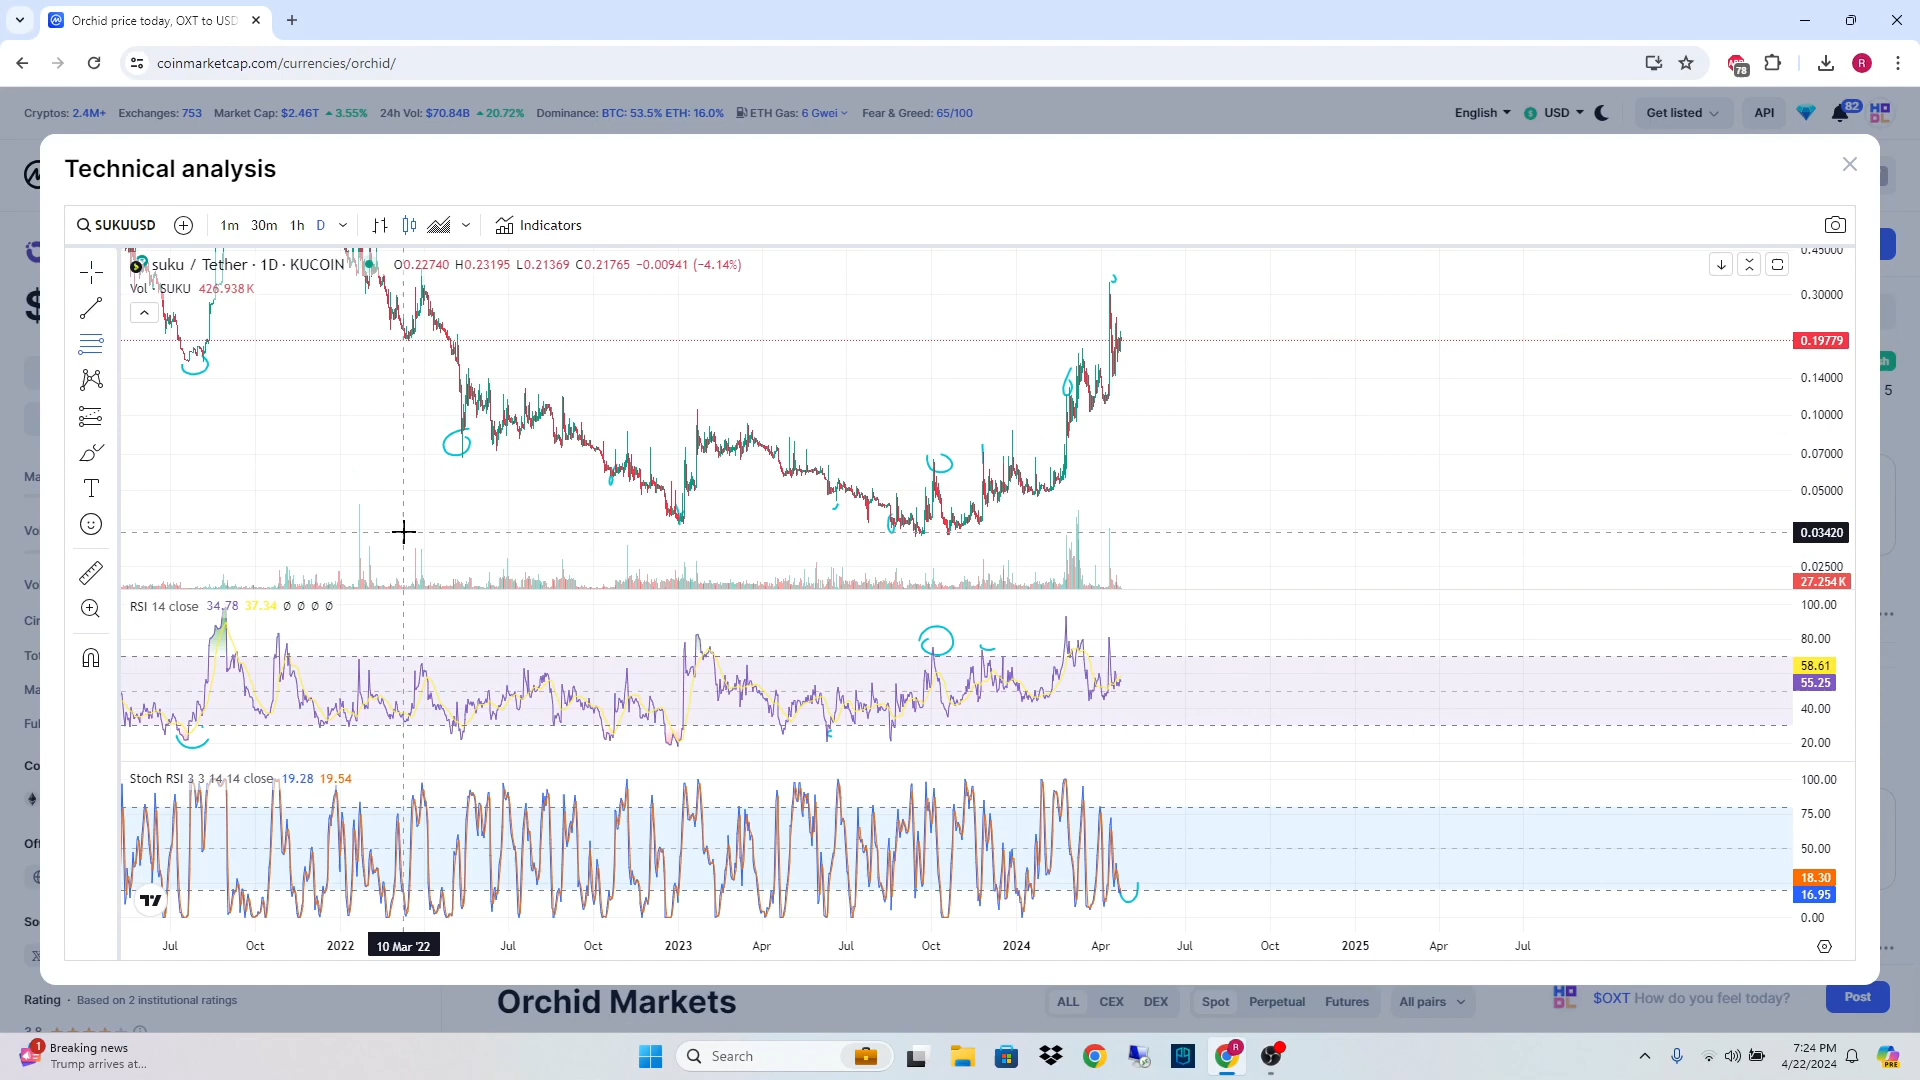 Orchid price today, OXT to USD
coinmarketcap.com/currencies/orchid/
78
R
Cryptos: 2.4M+ Exchanges: 753 Market Cap: $2.46T 3.55% 24h Vol: $70.84B 20.72% Dominance: BTC: 53.5% ETH: 16.0% ETH Gas: 6 Gwei Fear & Greed: 65/100
English USD Get listed API 82
Technical analysis
SUKUUSD 1m 30m 1h D Indicators
suku / Tether · 1D · KUCOIN O0.22740 H0.23195 L0.21369 C0.21765 −0.00941 (−4.14%)
Vol · SUKU 426.938K
0.45000
0.30000
0.19779
0.14000
0.10000
0.07000
0.05000
0.03420
0.02500
27.254K
RSI 14 close 34.78 37.34 Ø Ø Ø Ø
100.00
80.00
58.61
55.25
40.00
20.00
Stoch RSI 3 3 14 14 close 19.28 19.54
100.00
75.00
50.00
18.30
16.95
0.00
Jul Oct 2022 10 Mar '22 Jul Oct 2023 Apr Jul Oct 2024 Apr Jul Oct 2025 Apr Jul
$
5
Rating · Based on 2 institutional ratings
3.8
Orchid Markets
ALL CEX DEX Spot Perpetual Futures All pairs
$OXT How do you feel today? Post
1
Breaking news
Trump arrives at...
Search
R
7:24 PM
4/22/2024
PRE